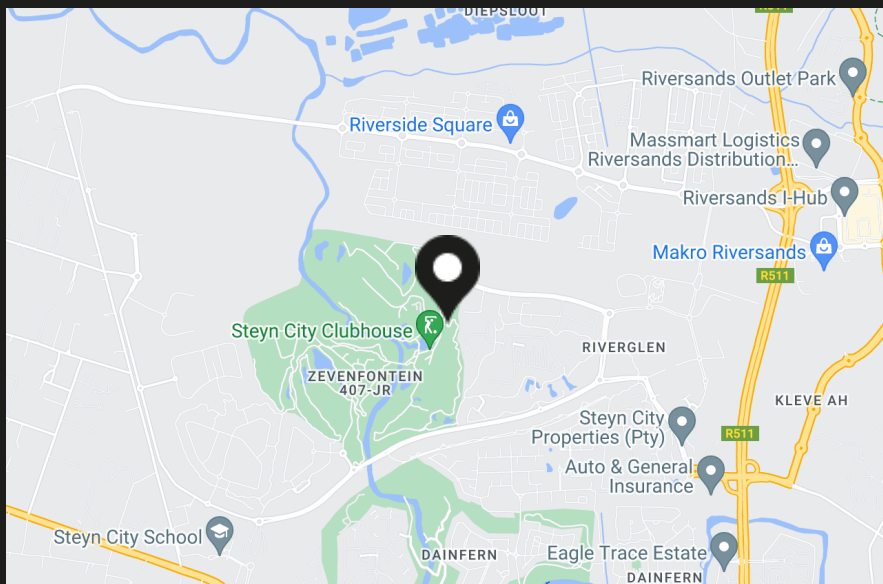 DIEPSLOOT
R511
Riversands Outlet Park
Riverside Square
Massmart Logistics
Riversands Distribution...
Riversands I-Hub
Makro Riversands
R511
Steyn City Clubhouse
RIVERGLEN
ZEVENFONTEIN
407-JR
KLEVE AH
Steyn City
Properties (Pty)
R511
Auto & General
Insurance
Steyn City School
DAINFERN
Eagle Trace Estate
DAINFERN